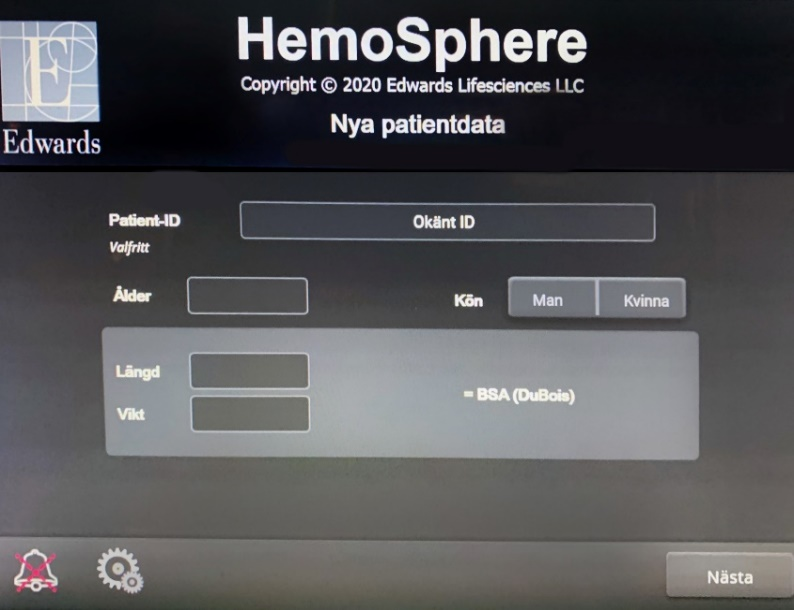 HemoSphere
Copyright © 2020 Edwards Lifesciences LLC
Nya patientdata
E
Edwards
Patient-ID
Okänt ID
Valfritt
Ålder
Kön
Man
Kvinna
Längd
Vikt
= BSA (DuBois)
Nästa